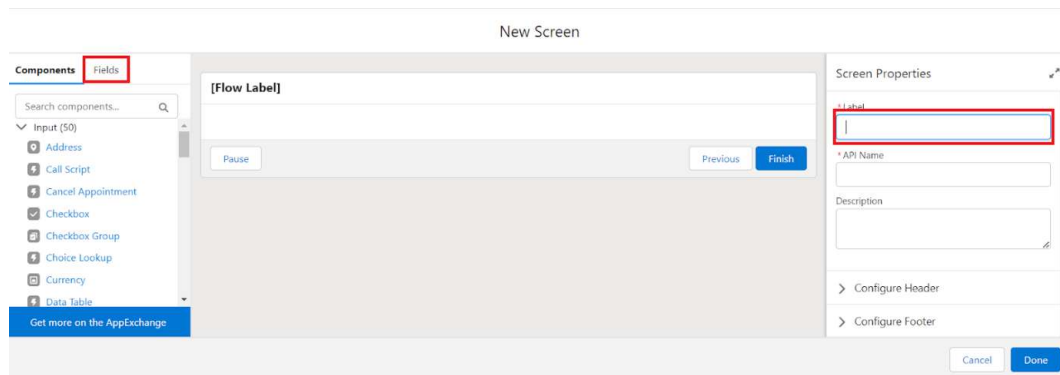 New Screen
Components Fields
Search components...
Input (50)
Address
Call Script
Cancel Appointment
Checkbox
Checkbox Group
Choice Lookup
Currency
Data Table
Get more on the AppExchange
[Flow Label]
Pause Previous Finish
Screen Properties
* Label
* API Name
Description
Configure Header
Configure Footer
Cancel Done